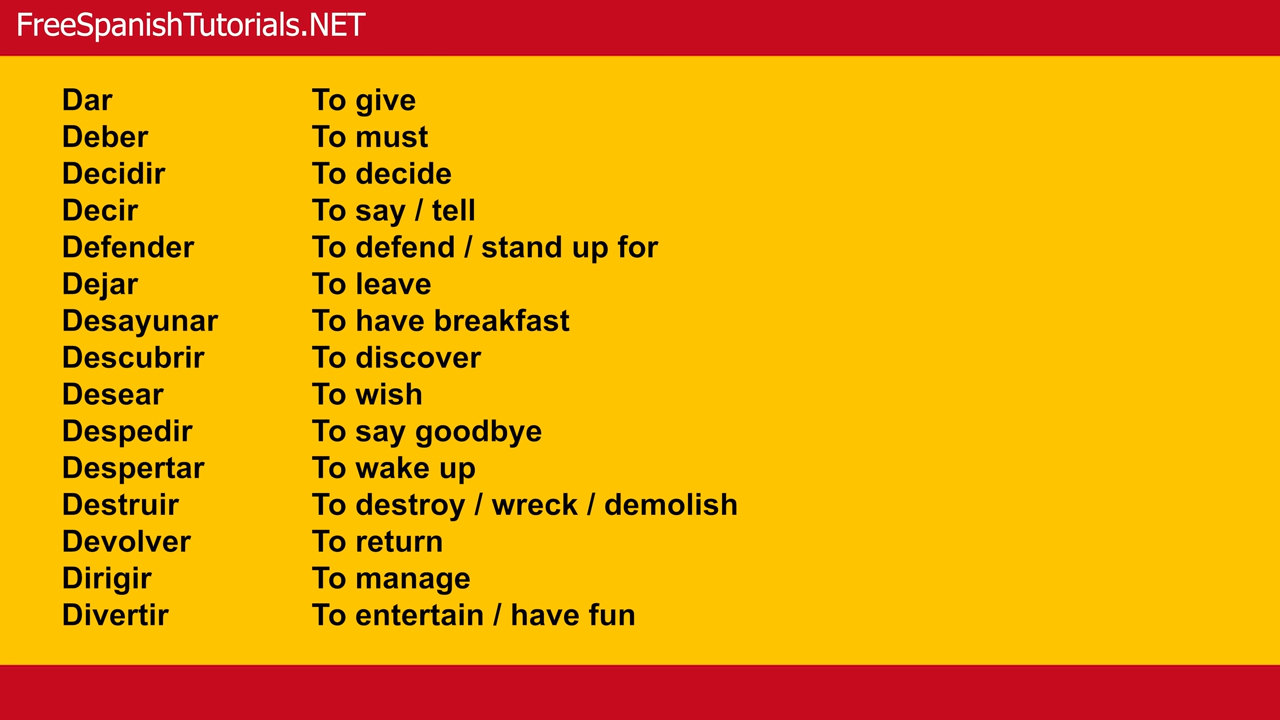 FreeSpanishTutorials.NET
Dar To give
Deber To must
Decidir To decide
Decir To say / tell
Defender To defend / stand up for
Dejar To leave
Desayunar To have breakfast
Descubrir To discover
Desear To wish
Despedir To say goodbye
Despertar To wake up
Destruir To destroy / wreck / demolish
Devolver To return
Dirigir To manage
Divertir To entertain / have fun